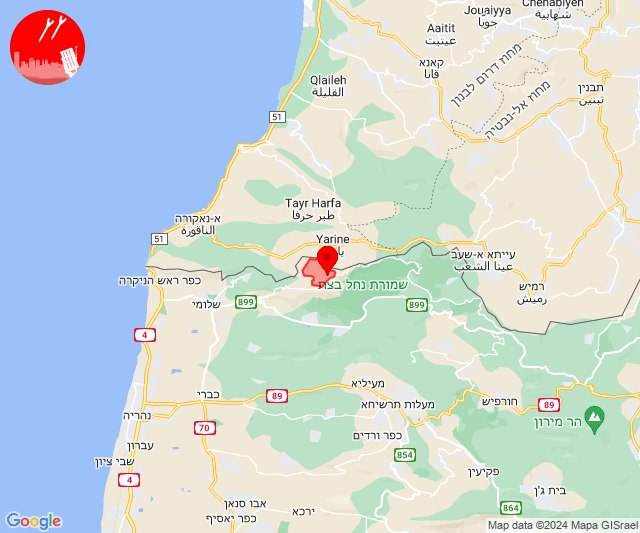 Chehabiyeh
شهابية
Jouaiyya
جويا
Aaitit
عيتيت
קאנא
قانا
מחוז דרום לבנון
מחוז אל-נבטיה
תבנין
تبنين
Qlaileh
القليلة
51
Tayr Harfa
طير حرفا
א-נאקורה
الناقورة
51
Yarine
עייתא א-שעב
عيتا الشعب
רמיש
رميش
כפר ראש הניקרה
שמורת נחל בצת
899
899
שלומי
4
מעיליא
89
כברי
מעלות תרשיחא
חורפיש
89
נהריה
70
הר מירון
כפר ורדים
עברון
854
שבי ציון
פקיעין
4
בית ג'ן
אבו סנאן
ירכא
864
כפר יאסיף
Google
Map data ©2024 Mapa GISrael